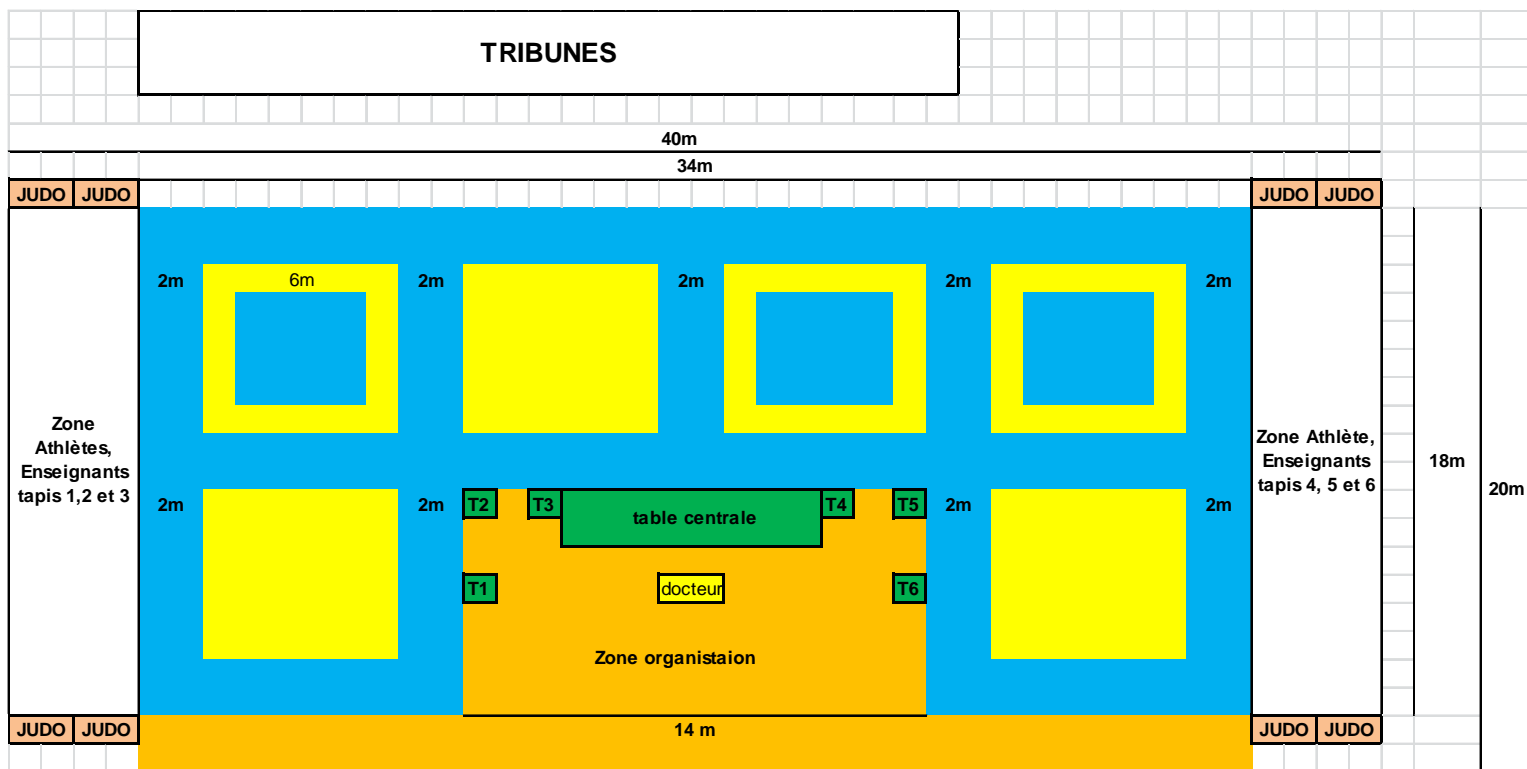 TRIBUNES
40m
34m
JUDO JUDO
JUDO JUDO
2m
6m
2m
2m
2m
2m
Zone
Athlètes,
Enseignants
tapis 1,2 et 3
Zone Athlète,
Enseignants
tapis 4, 5 et 6
18m
20m
2m
2m
T2
T3
table centrale
T4
T5
2m
2m
T1
docteur
T6
Zone organistaion
JUDO JUDO
14 m
JUDO JUDO